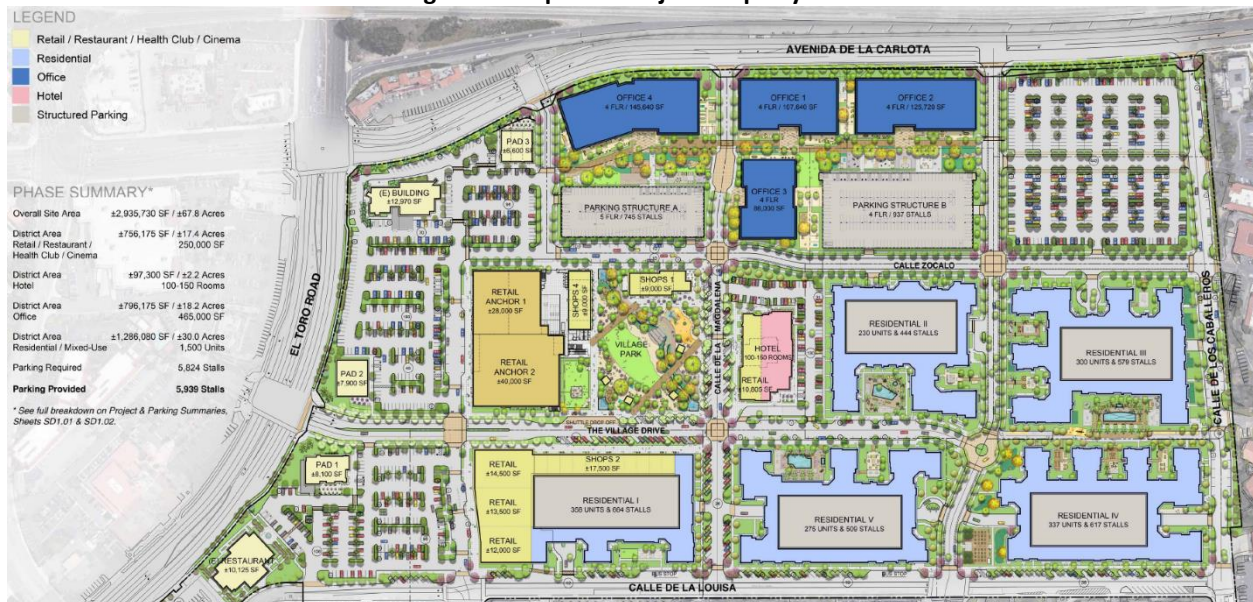 LEGEND
Retail / Restaurant / Health Club / Cinema
Residential
Office
Hotel
Structured Parking
PHASE SUMMARY*
Overall Site Area ±2,935,730 SF / ±67.8 Acres
District Area ±756,175 SF / ±17.4 Acres
Retail / Restaurant / 250,000 SF
Health Club / Cinema
District Area ±97,300 SF / ±2.2 Acres
Hotel 100-150 Rooms
District Area ±796,175 SF / ±18.2 Acres
Office 465,000 SF
District Area ±1,286,080 SF / ±30.0 Acres
Residential / Mixed-Use 1,500 Units
Parking Required 5,824 Stalls
Parking Provided 5,939 Stalls
* See full breakdown on Project & Parking Summaries,
Sheets SD1.01 & SD1.02.
AVENIDA DE LA CARLOTA
EL TORO ROAD
OFFICE 4
4 FLR / 145,640 SF
OFFICE 1
4 FLR / 107,640 SF
OFFICE 2
4 FLR / 125,720 SF
PAD 3
±6,600 SF
(E) BUILDING
±12,970 SF
PARKING STRUCTURE A
5 FLR / 745 STALLS
OFFICE 3
4 FLR
86,000 SF
PARKING STRUCTURE B
4 FLR / 937 STALLS
CALLE ZOCALO
CALLE DE LOS CABALLEROS
RETAIL
ANCHOR 1
±28,000 SF
SHOPS 4
±9,000 SF
SHOPS 1
±9,000 SF
VILLAGE
PARK
CALLE DE LA MAGDALENA
RETAIL
ANCHOR 2
±40,000 SF
HOTEL
100-150 ROOMS
RETAIL
±10,805 SF
RESIDENTIAL II
230 UNITS & 444 STALLS
RESIDENTIAL III
300 UNITS & 579 STALLS
PAD 2
±7,900 SF
SHUTTLE DROP OFF
THE VILLAGE DRIVE
PAD 1
±8,100 SF
RETAIL
±14,500 SF
SHOPS 2
±17,500 SF
RETAIL
±13,500 SF
RESIDENTIAL I
358 UNITS & 664 STALLS
RETAIL
±12,000 SF
RESIDENTIAL V
275 UNITS & 509 STALLS
RESIDENTIAL IV
337 UNITS & 617 STALLS
(E) RESTAURANT
±10,125 SF
BUS STOP
BUS STOP
CALLE DE LA LOUISA